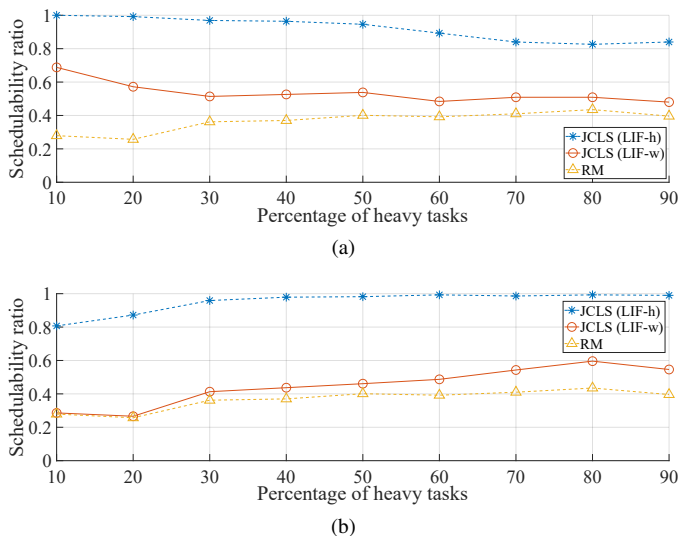 1
0.8
0.6
0.4
0.2
0
Schedulability ratio
JCLS (LIF-h)
JCLS (LIF-w)
RM
10 20 30 40 50 60 70 80 90
Percentage of heavy tasks
(a)
1
0.8
0.6
0.4
0.2
0
Schedulability ratio
JCLS (LIF-h)
JCLS (LIF-w)
RM
10 20 30 40 50 60 70 80 90
Percentage of heavy tasks
(b)